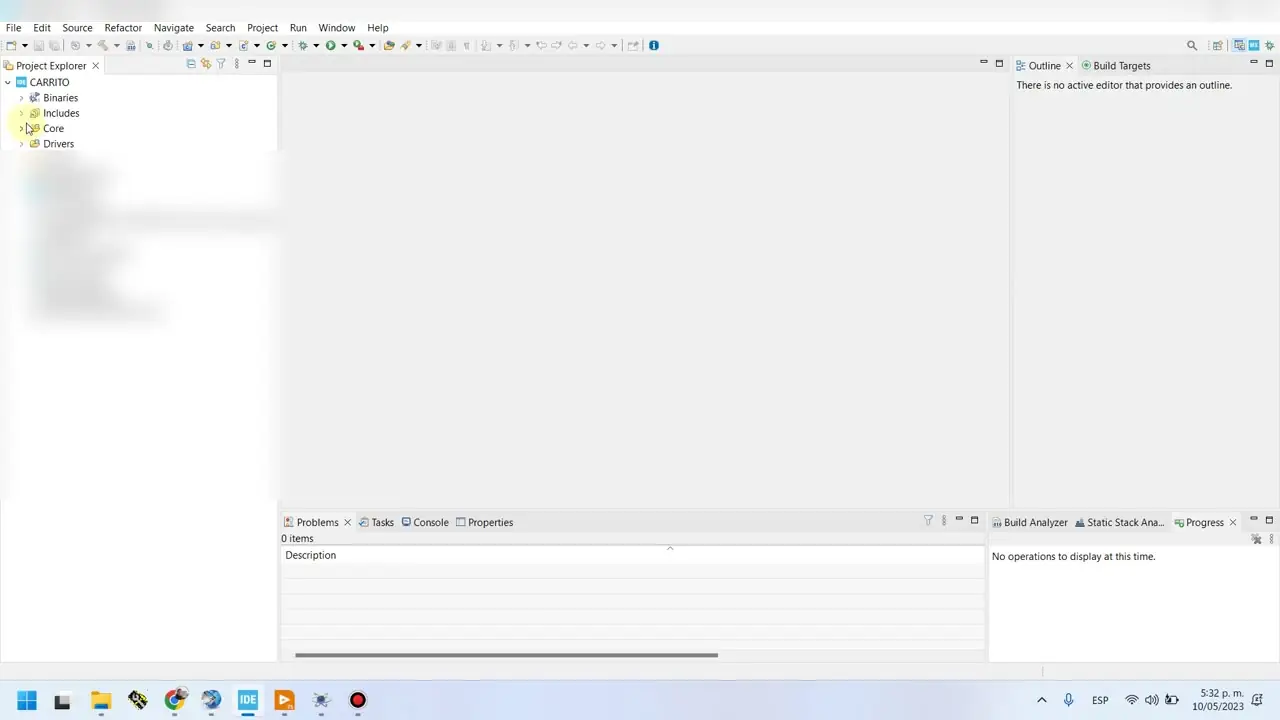 File Edit Source Refactor Navigate Search Project Run Window Help
Project Explorer
Outline Build Targets
IDE CARRITO
There is no active editor that provides an outline.
Binaries
Includes
Core
Drivers
Problems Tasks Console Properties
Build Analyzer Static Stack Ana... Progress
0 items
Description
No operations to display at this time.
IDE
ESP
5:32 p. m.
10/05/2023